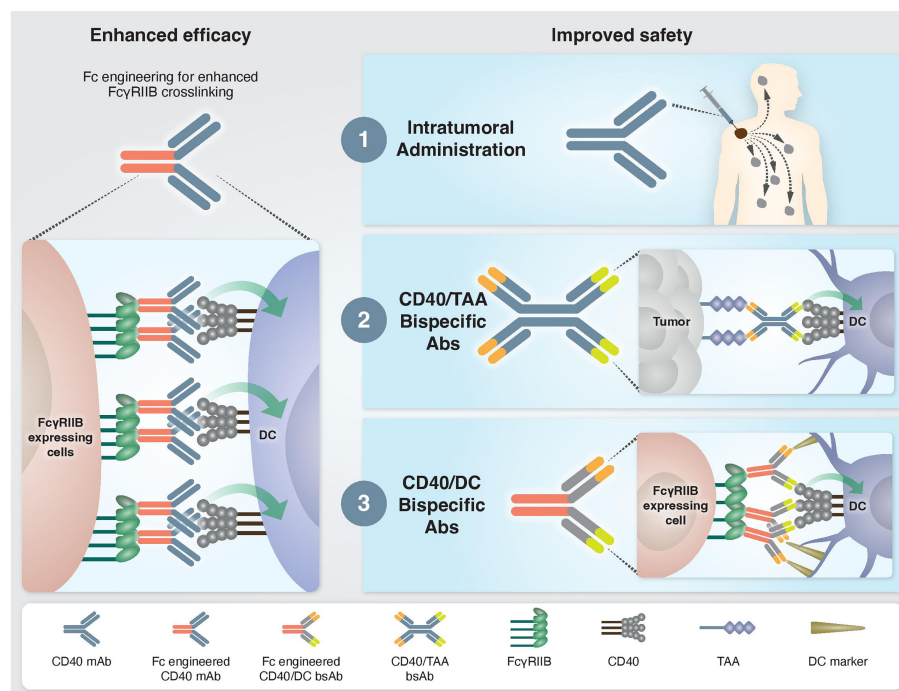 Enhanced efficacy
Improved safety
Fc engineering for enhanced
FcγRIIB crosslinking
FcγRIIB
expressing
cells
DC
1
Intratumoral
Administration
2
CD40/TAA
Bispecific
Abs
Tumor
DC
3
CD40/DC
Bispecific
Abs
FcγRIIB
expressing
cell
DC
CD40 mAb
Fc engineered
CD40 mAb
Fc engineered
CD40/DC bsAb
CD40/TAA
bsAb
FcγRIIB
CD40
TAA
DC marker